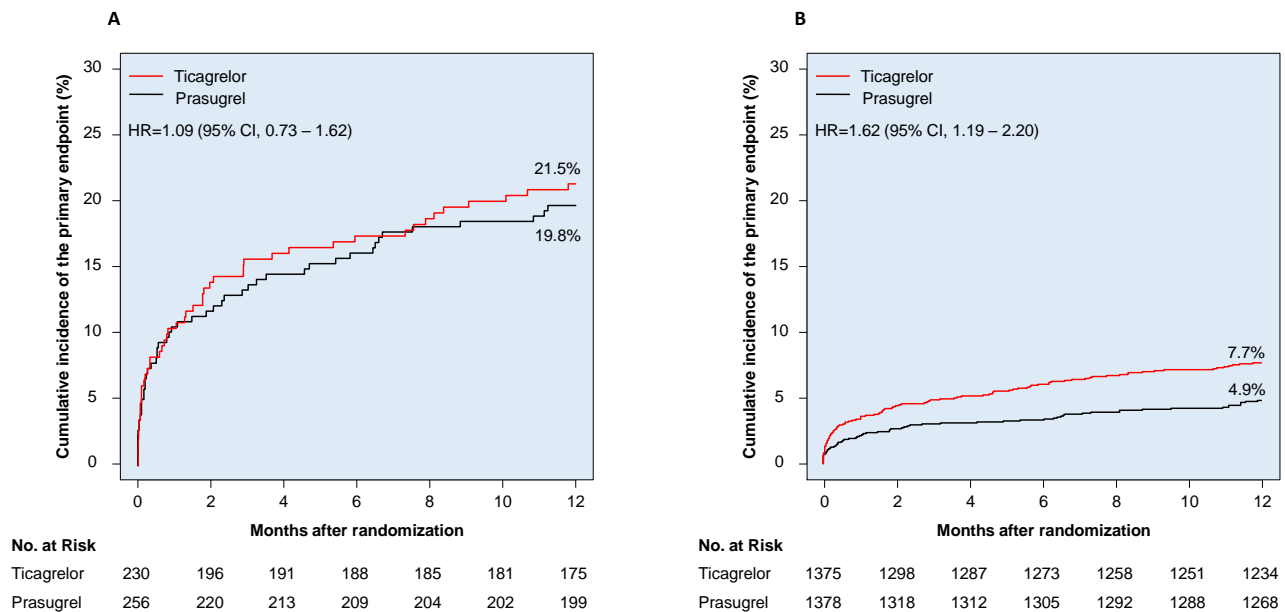 A
Cumulative incidence of the primary endpoint (%)
30
25
20
15
10
5
0
Ticagrelor
Prasugrel
HR=1.09 (95% CI, 0.73 – 1.62)
21.5%
19.8%
0 2 4 6 8 10 12
Months after randomization
No. at Risk
Ticagrelor 230 196 191 188 185 181 175
Prasugrel 256 220 213 209 204 202 199
B
Cumulative incidence of the primary endpoint (%)
30
25
20
15
10
5
0
Ticagrelor
Prasugrel
HR=1.62 (95% CI, 1.19 – 2.20)
7.7%
4.9%
0 2 4 6 8 10 12
Months after randomization
No. at Risk
Ticagrelor 1375 1298 1287 1273 1258 1251 1234
Prasugrel 1378 1318 1312 1305 1292 1288 1268